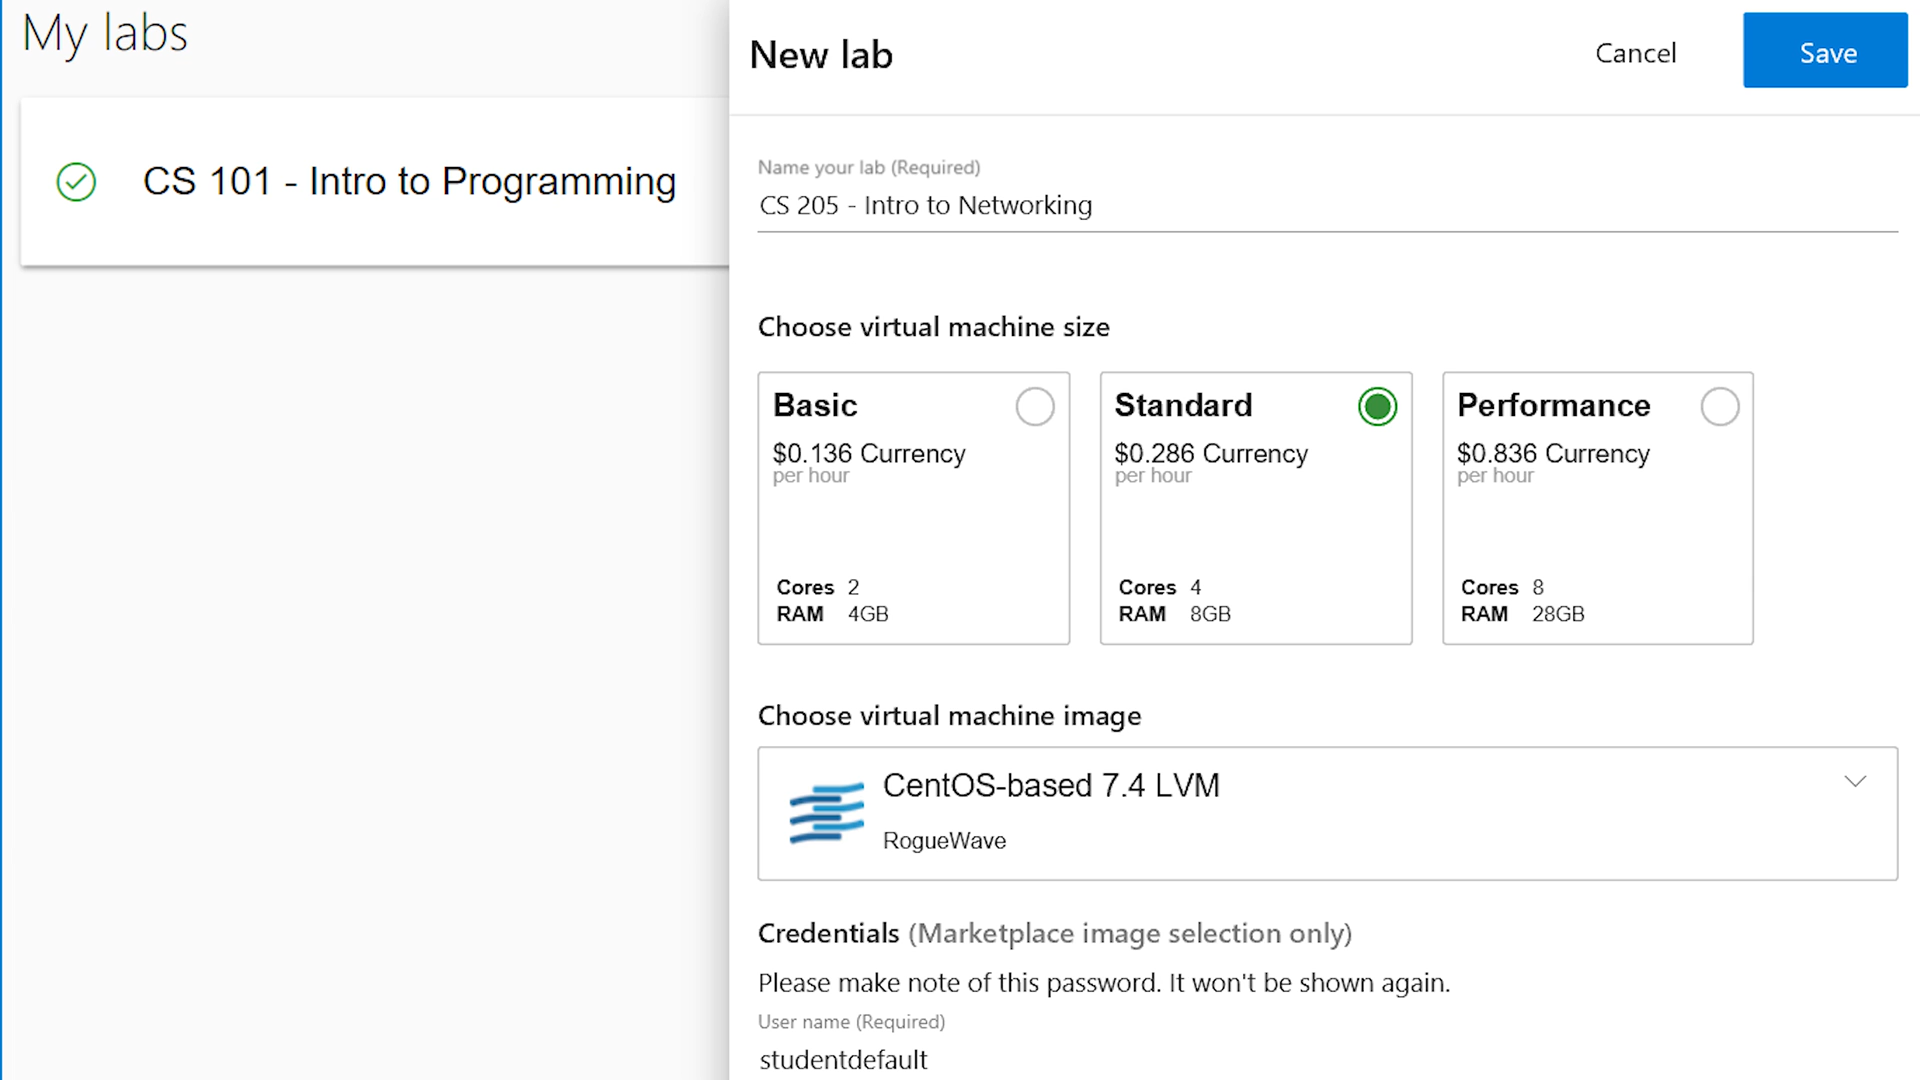 My labs
CS 101 - Intro to Programming
New lab
Cancel
Save
Name your lab (Required)
CS 205 - Intro to Networking
Choose virtual machine size
Basic
$0.136 Currency
per hour
Cores 2
RAM 4GB
Standard
$0.286 Currency
per hour
Cores 4
RAM 8GB
Performance
$0.836 Currency
per hour
Cores 8
RAM 28GB
Choose virtual machine image
CentOS-based 7.4 LVM
RogueWave
Credentials (Marketplace image selection only)
Please make note of this password. It won't be shown again.
User name (Required)
studentdefault